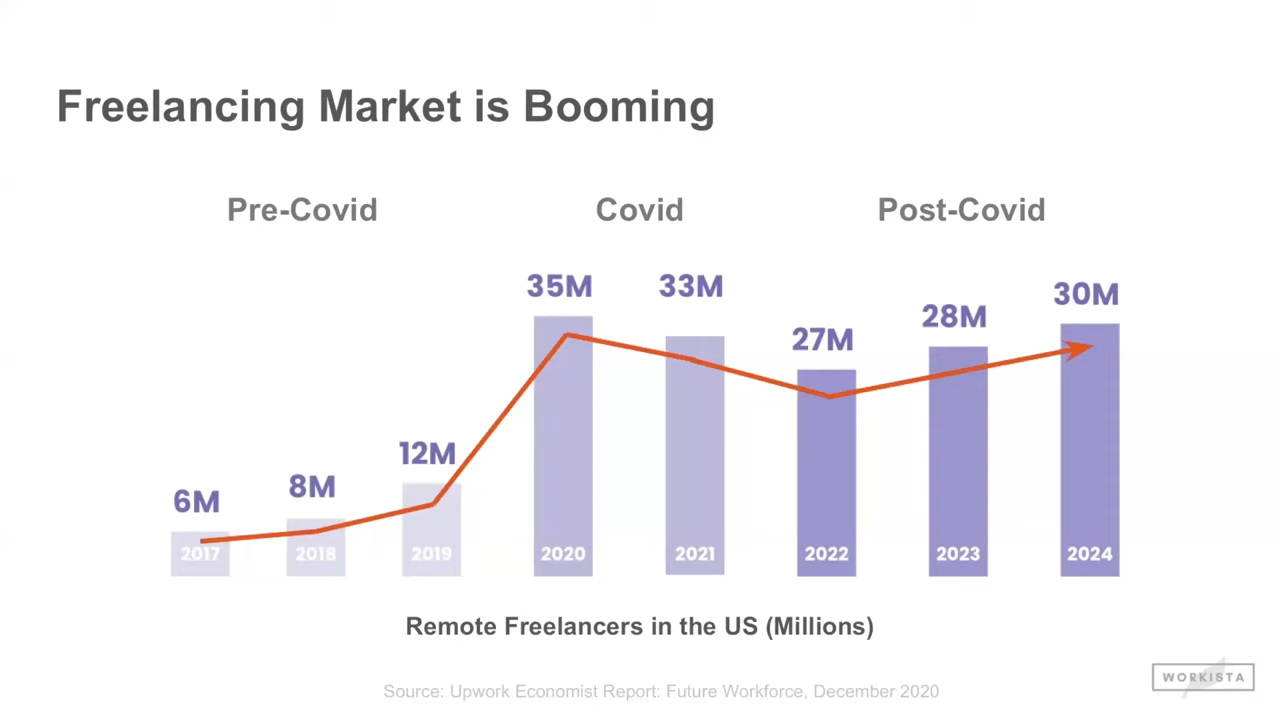 Freelancing Market is Booming
Pre-Covid
Covid
Post-Covid
6M
8M
12M
35M
33M
27M
28M
30M
2017
2018
2019
2020
2021
2022
2023
2024
Remote Freelancers in the US (Millions)
WORKISTA
Source: Upwork Economist Report: Future Workforce, December 2020